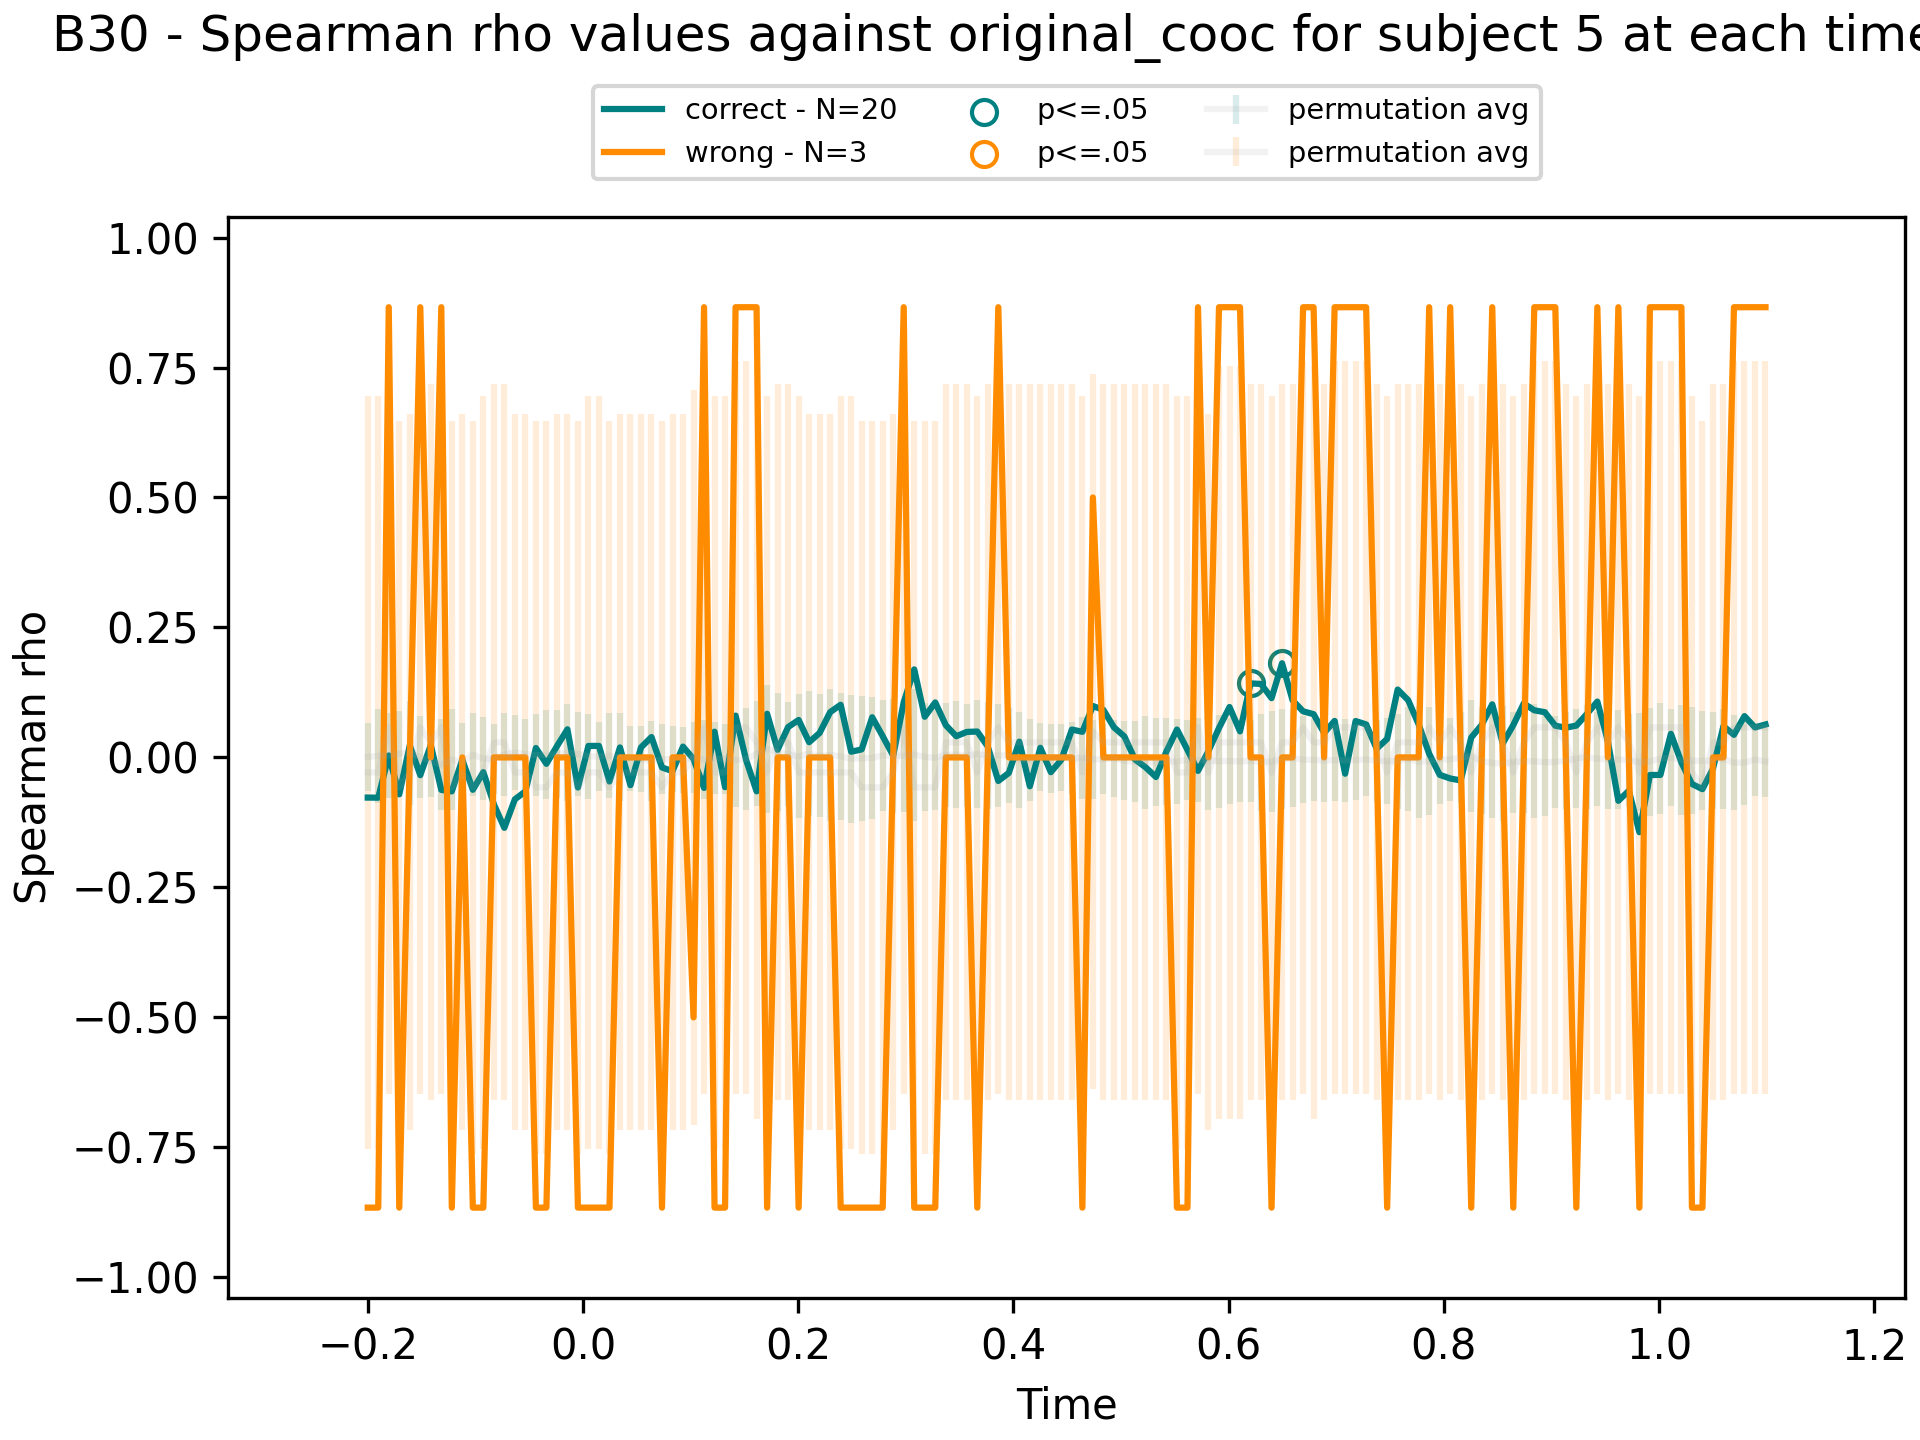 B30 - Spearman rho values against original_cooc for subject 5 at each time
correct - N=20 p<=.05 permutation avg
wrong - N=3 p<=.05 permutation avg
1.00
0.75
0.50
0.25
0.00
−0.25
−0.50
−0.75
−1.00
Spearman rho
−0.2 0.0 0.2 0.4 0.6 0.8 1.0 1.2
Time